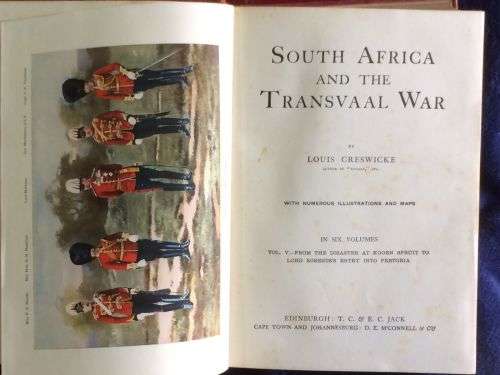 SOUTH AFRICA
AND THE
TRANSVAAL WAR
BY
LOUIS CRESWICKE
WITH NUMEROUS ILLUSTRATIONS AND MAPS
IN SIX VOLUMES
VOL. V.—FROM THE DISASTER AT KOORN SPRUIT TO
LORD ROBERTS'S ENTRY INTO PRETORIA
EDINBURGH: T. C. & E. C. JACK
CAPE TOWN AND JOHANNESBURG: D. E. M'CONNELL & Co